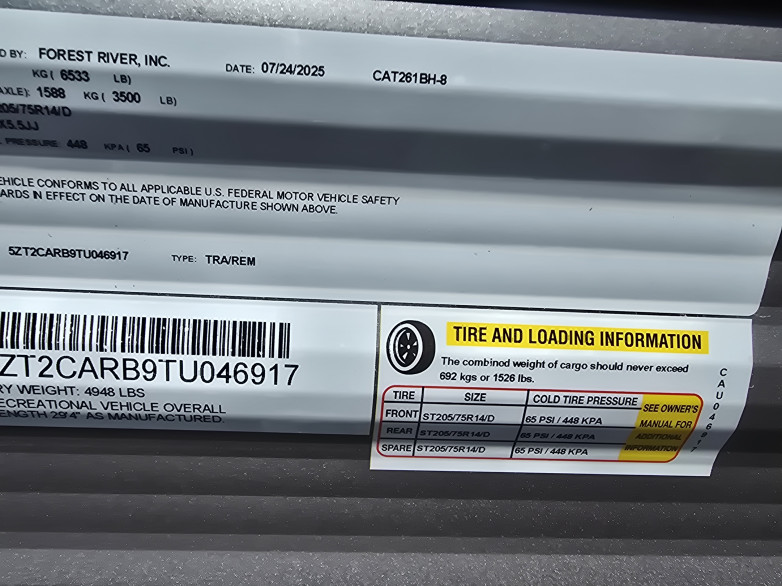 D BY: FOREST RIVER, INC. DATE: 07/24/2025 CAT261BH-8
KG ( 6533 LB)
AXLE): 1588 KG ( 3500 LB)
205/75R14/D
X5.5JJ
PRESSURE: 448 KPA ( 65 PSI )
EHICLE CONFORMS TO ALL APPLICABLE U.S. FEDERAL MOTOR VEHICLE SAFETY
ARDS IN EFFECT ON THE DATE OF MANUFACTURE SHOWN ABOVE.
5ZT2CARB9TU046917 TYPE: TRA/REM
ZT2CARB9TU046917
RY WEIGHT: 4948 LBS
ECREATIONAL VEHICLE OVERALL
ENGTH 29'4" AS MANUFACTURED
TIRE AND LOADING INFORMATION
The combined weight of cargo should never exceed
692 kgs or 1526 lbs.
TIRE SIZE COLD TIRE PRESSURE
FRONT ST205/75R14/D 65 PSI / 448 KPA
REAR ST205/75R14/D 65 PSI / 448 KPA
SPARE ST205/75R14/D 65 PSI / 448 KPA
SEE OWNER'S
MANUAL FOR
ADDITIONAL
INFORMATION
CAU046917